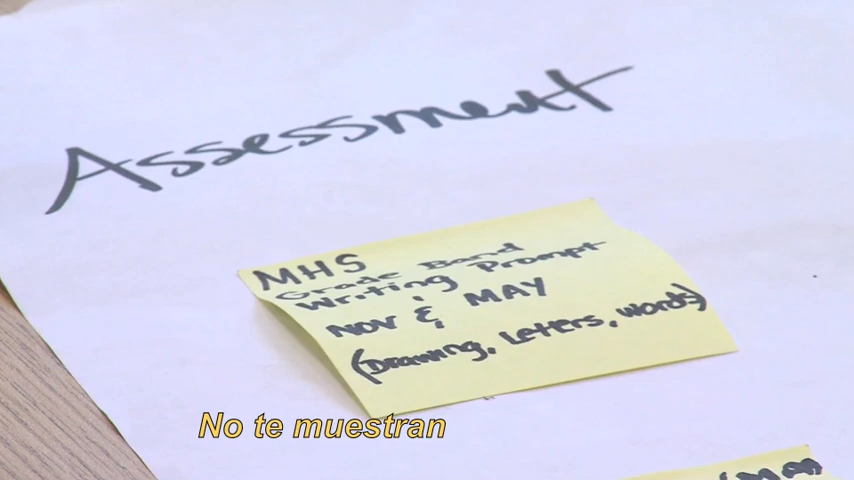 Assessment
MHS
Grade Band
Writing Prompt
NOV & MAY
(Drawing, Letters, words)
No te muestran